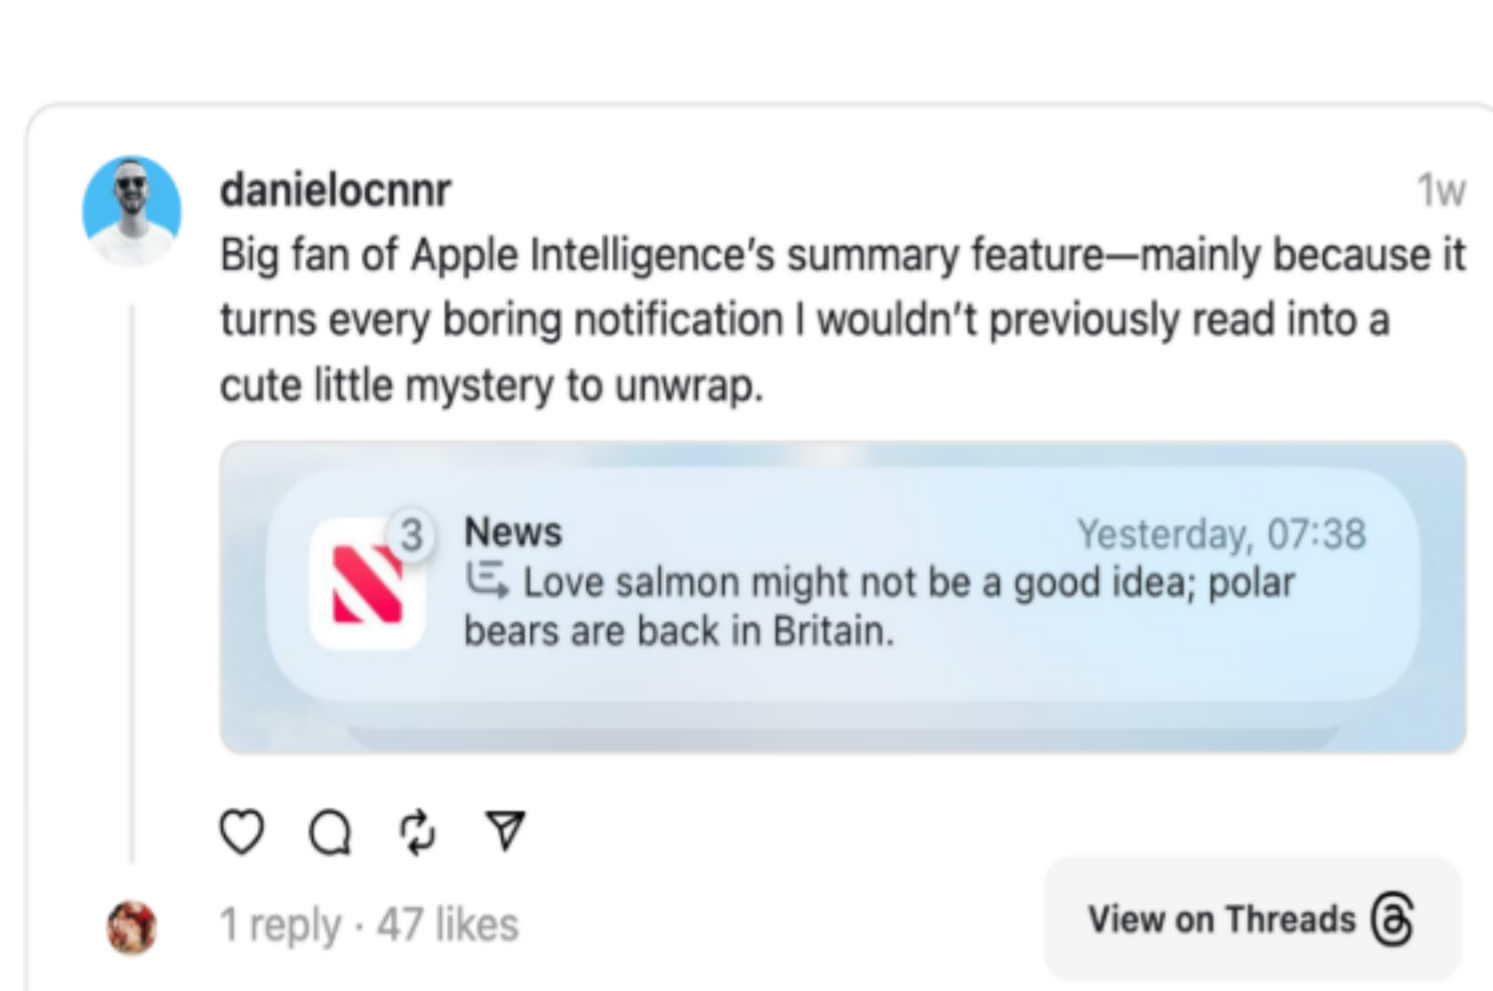 danielocnnr
1w
Big fan of Apple Intelligence’s summary feature—mainly because it
turns every boring notification I wouldn’t previously read into a
cute little mystery to unwrap.
3
News
Yesterday, 07:38
Love salmon might not be a good idea; polar
bears are back in Britain.
1 reply · 47 likes
View on Threads